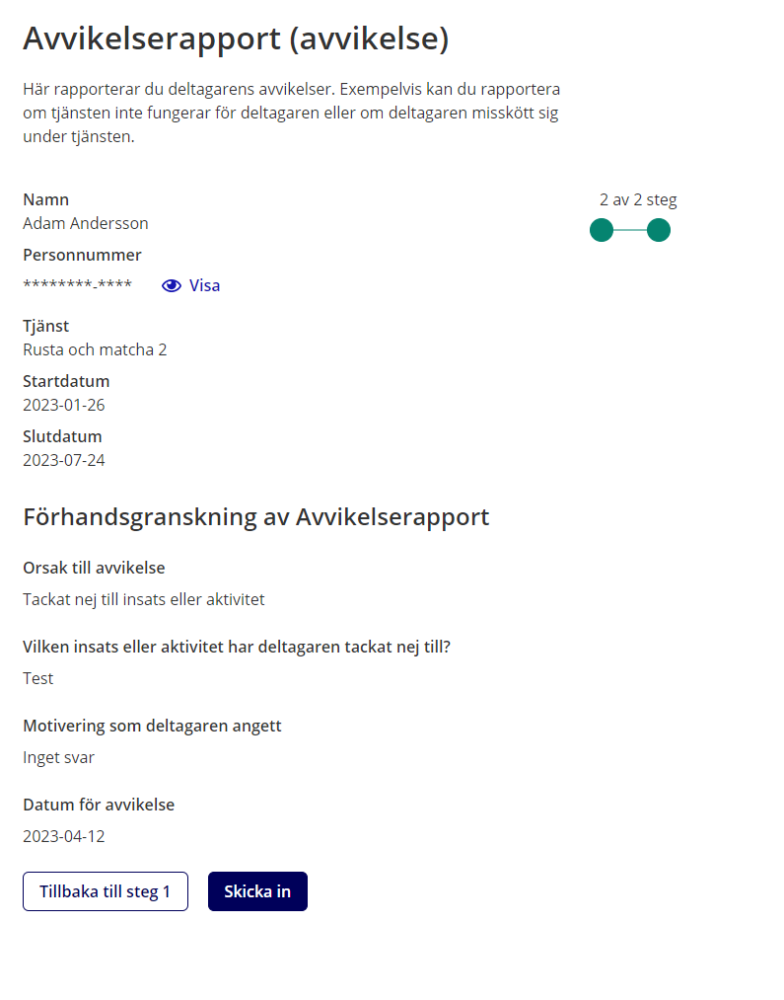 Avvikelserapport (avvikelse)
Här rapporterar du deltagarens avvikelser. Exempelvis kan du rapportera
om tjänsten inte fungerar för deltagaren eller om deltagaren misskött sig
under tjänsten.
Namn
Adam Andersson
2 av 2 steg
Personnummer
********-****
Visa
Tjänst
Rusta och matcha 2
Startdatum
2023-01-26
Slutdatum
2023-07-24
Förhandsgranskning av Avvikelserapport
Orsak till avvikelse
Tackat nej till insats eller aktivitet
Vilken insats eller aktivitet har deltagaren tackat nej till?
Test
Motivering som deltagaren angett
Inget svar
Datum för avvikelse
2023-04-12
Tillbaka till steg 1
Skicka in